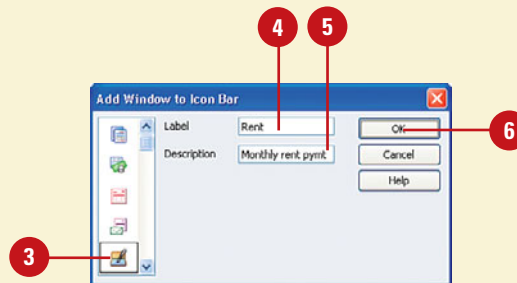 4 5
Add Window to Icon Bar
Label Rent OK 6
Description Monthly rent pymt Cancel
Help
3